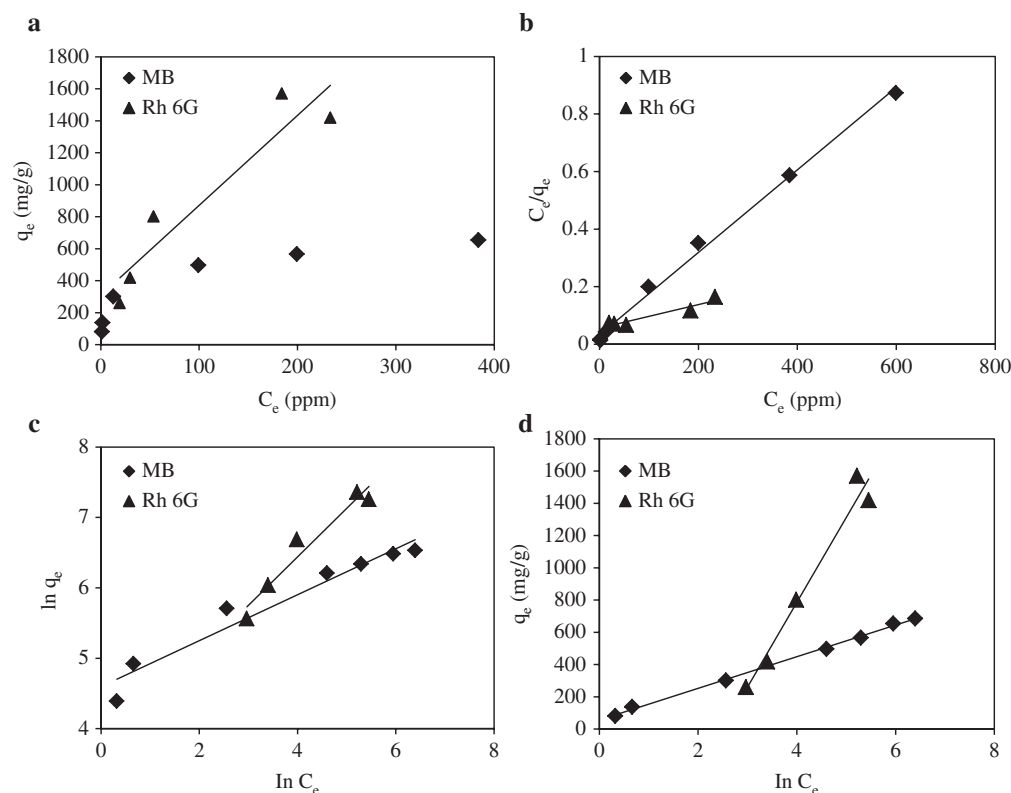 a
1800
1600
1400
1200
1000
800
600
400
200
0
q_e (mg/g)
MB
Rh 6G
0 100 200 300 400
C_e (ppm)
b
1
0.8
0.6
0.4
0.2
0
C_e/q_e
MB
Rh 6G
0 200 400 600 800
C_e (ppm)
c
8
7
6
5
4
ln q_e
MB
Rh 6G
0 2 4 6 8
In C_e
d
1800
1600
1400
1200
1000
800
600
400
200
0
q_e (mg/g)
MB
Rh 6G
0 2 4 6 8
In C_e